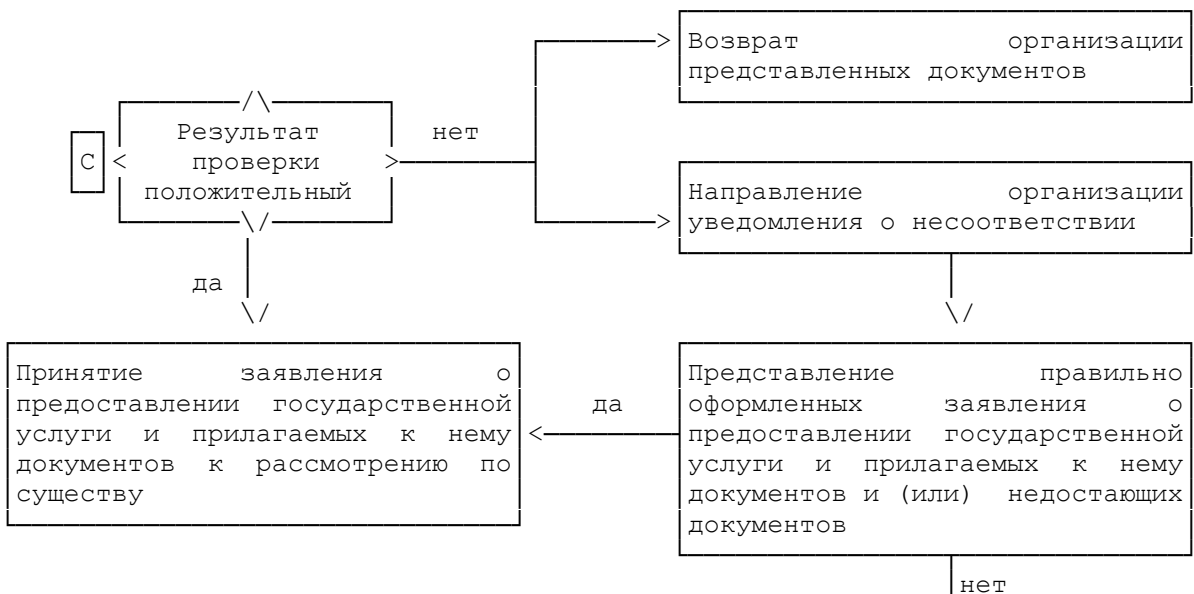 Возврат организации
представленных документов
Результат
нет
С
проверки
положительный
Направление организации
уведомления о несоответствии
да
Принятие заявления о
предоставлении государственной
услуги и прилагаемых к нему
документов к рассмотрению по
существу
да
Представление правильно
оформленных заявления о
предоставлении государственной
услуги и прилагаемых к нему
документов и (или) недостающих
документов
нет